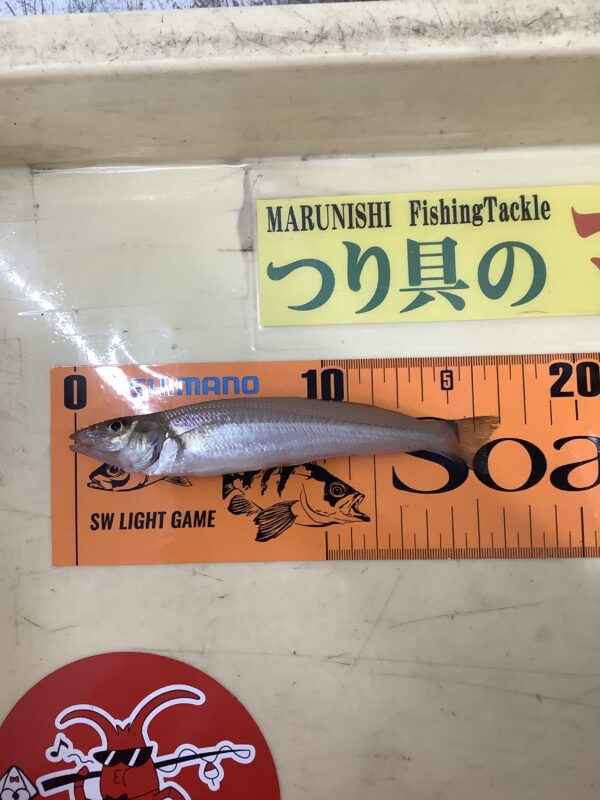 MARUNISHI FishingTackle
つり具の
0 SHIMANO 10 5 20
Soa
SW LIGHT GAME